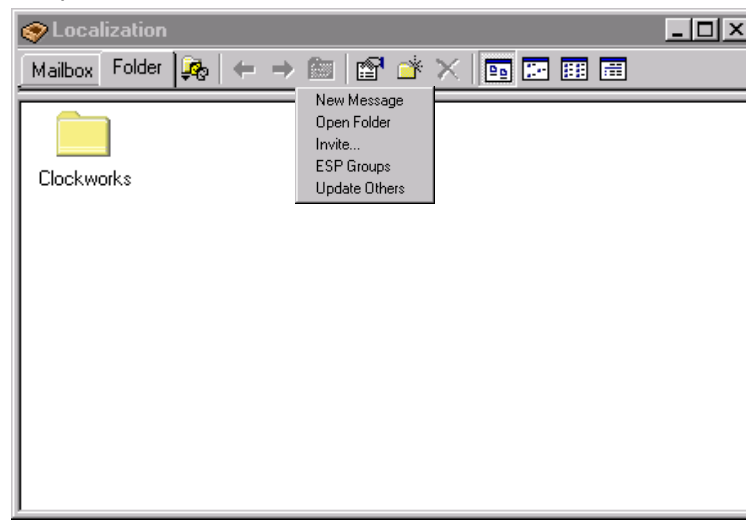 Localization
Mailbox Folder
New Message
Open Folder
Invite...
ESP Groups
Update Others
Clockworks